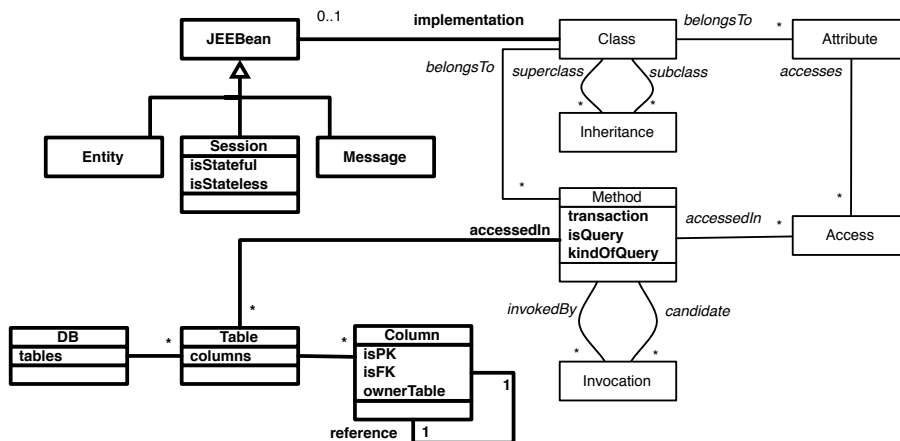 0..1
implementation
belongsTo
*
JEEBean
Class
Attribute
belongsTo
superclass
subclass
accesses
*
*
Inheritance
Entity
Session
isStateful
isStateless
Message
*
*
Method
transaction
isQuery
kindOfQuery
accessedIn
accessedIn
*
Access
invokedBy
candidate
*
DB
tables
*
Table
columns
*
Column
isPK
isFK
ownerTable
*
*
Invocation
1
reference
1